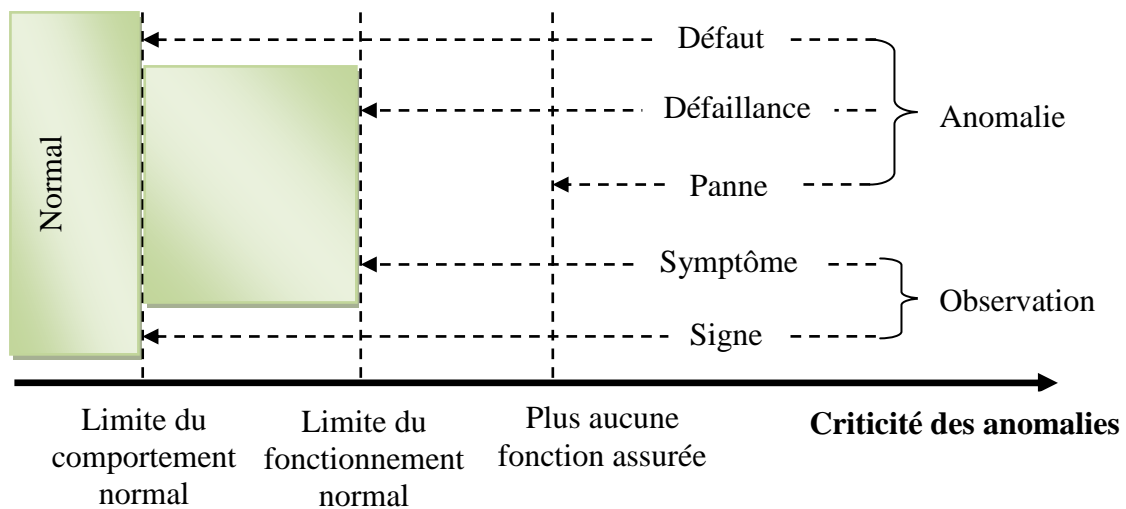 Défaut
Défaillance
Anomalie
Normal
Panne
Symptôme
Observation
Signe
Limite du
comportement
normal
Limite du
fonctionnement
normal
Plus aucune
fonction assurée
Criticité des anomalies